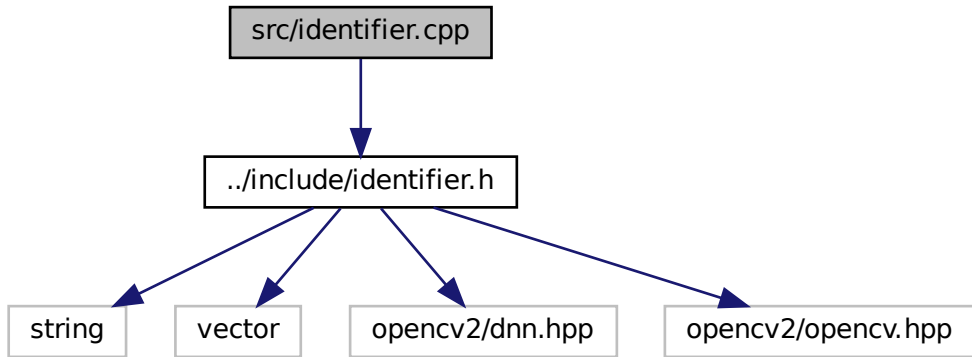 src/identifier.cpp
../include/identifier.h
string
vector
opencv2/dnn.hpp
opencv2/opencv.hpp